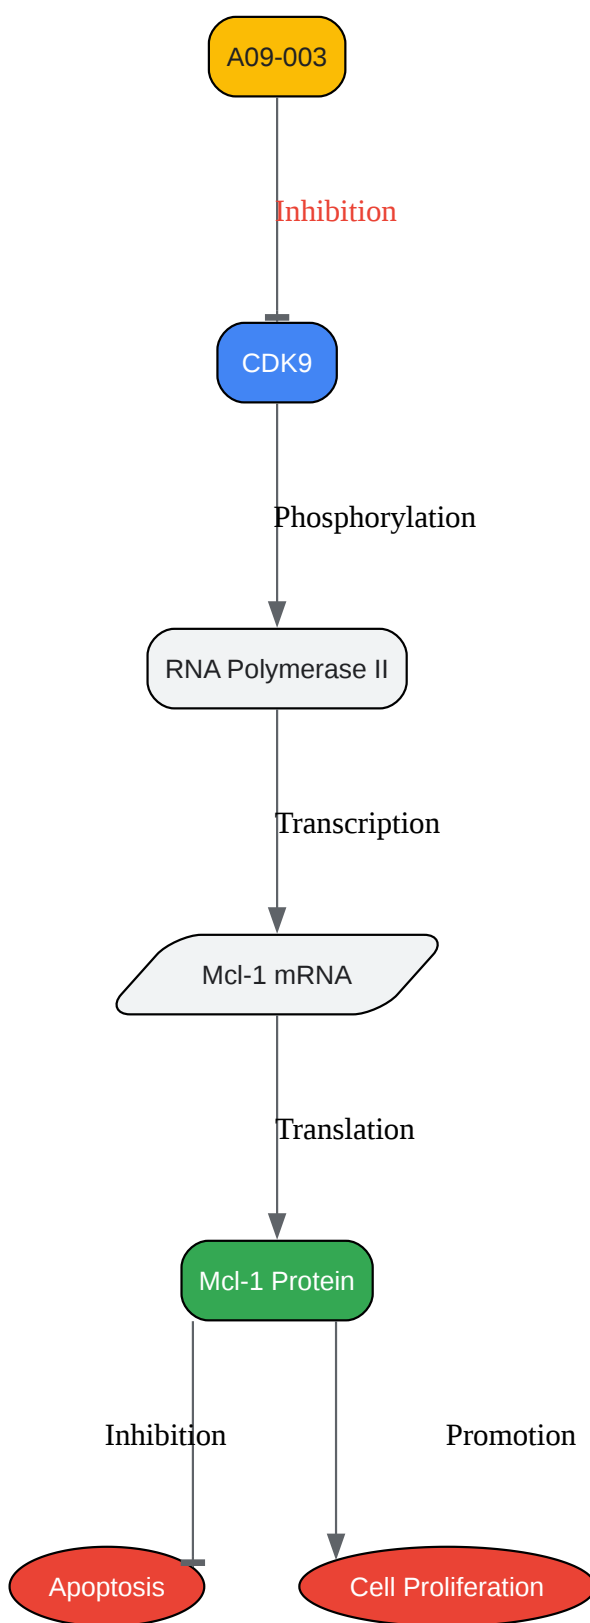 A09-003
Inhibition
CDK9
Phosphorylation
RNA Polymerase II
Transcription
Mcl-1 mRNA
Translation
Mcl-1 Protein
Inhibition
Promotion
Apoptosis
Cell Proliferation